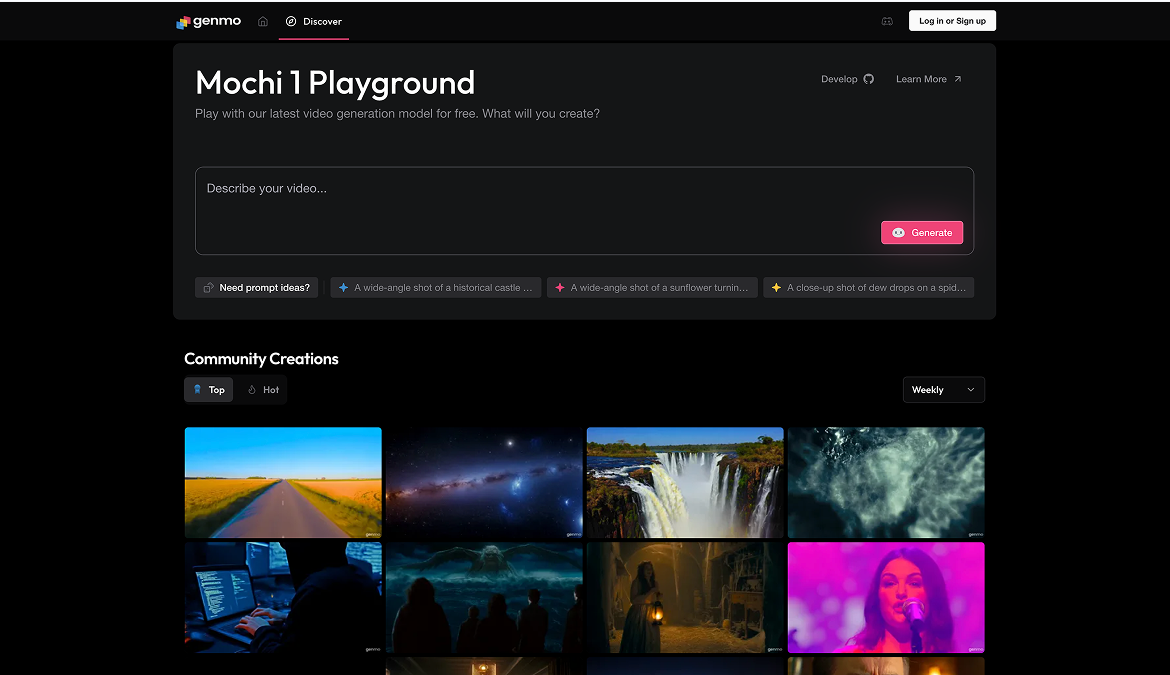 genmo
Discover
Log in or Sign up
Mochi 1 Playground
Develop
Learn More
Play with our latest video generation model for free. What will you create?
Describe your video...
Generate
Need prompt ideas?
A wide-angle shot of a historical castle ...
A wide-angle shot of a sunflower turnin...
A close-up shot of dew drops on a spid...
Community Creations
Top
Hot
Weekly
genmo
genmo
genmo
genmo
genmo
genmo